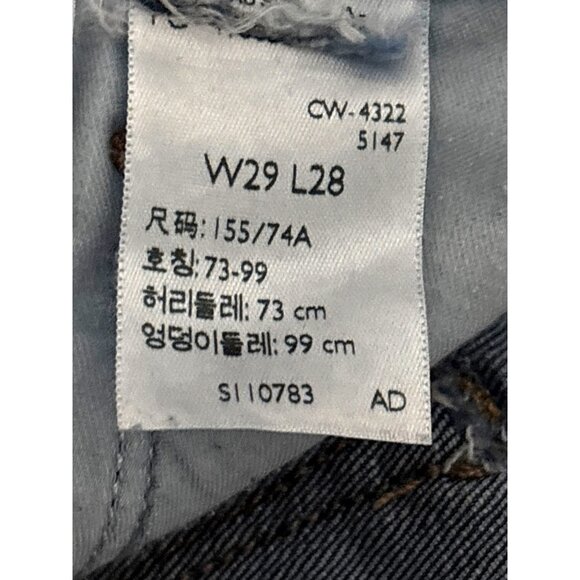 CW-4322
5147
W29 L28
尺码: 155/74A
호칭: 73-99
허리둘레: 73 cm
엉덩이둘레: 99 cm
S110783 AD